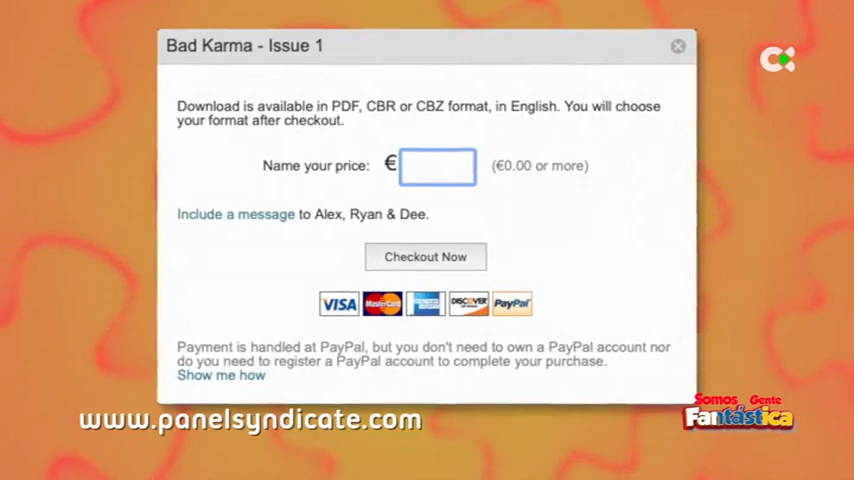 Bad Karma - Issue 1
Download is available in PDF, CBR or CBZ format, in English. You will choose
your format after checkout.
Name your price: € (€0.00 or more)
Include a message to Alex, Ryan & Dee.
Checkout Now
VISA MasterCard AMERICAN EXPRESS DISCOVER PayPal
Payment is handled at PayPal, but you don't need to own a PayPal account nor
do you need to register a PayPal account to complete your purchase.
Show me how
www.panelsyndicate.com
Somos Gente
Fantástica